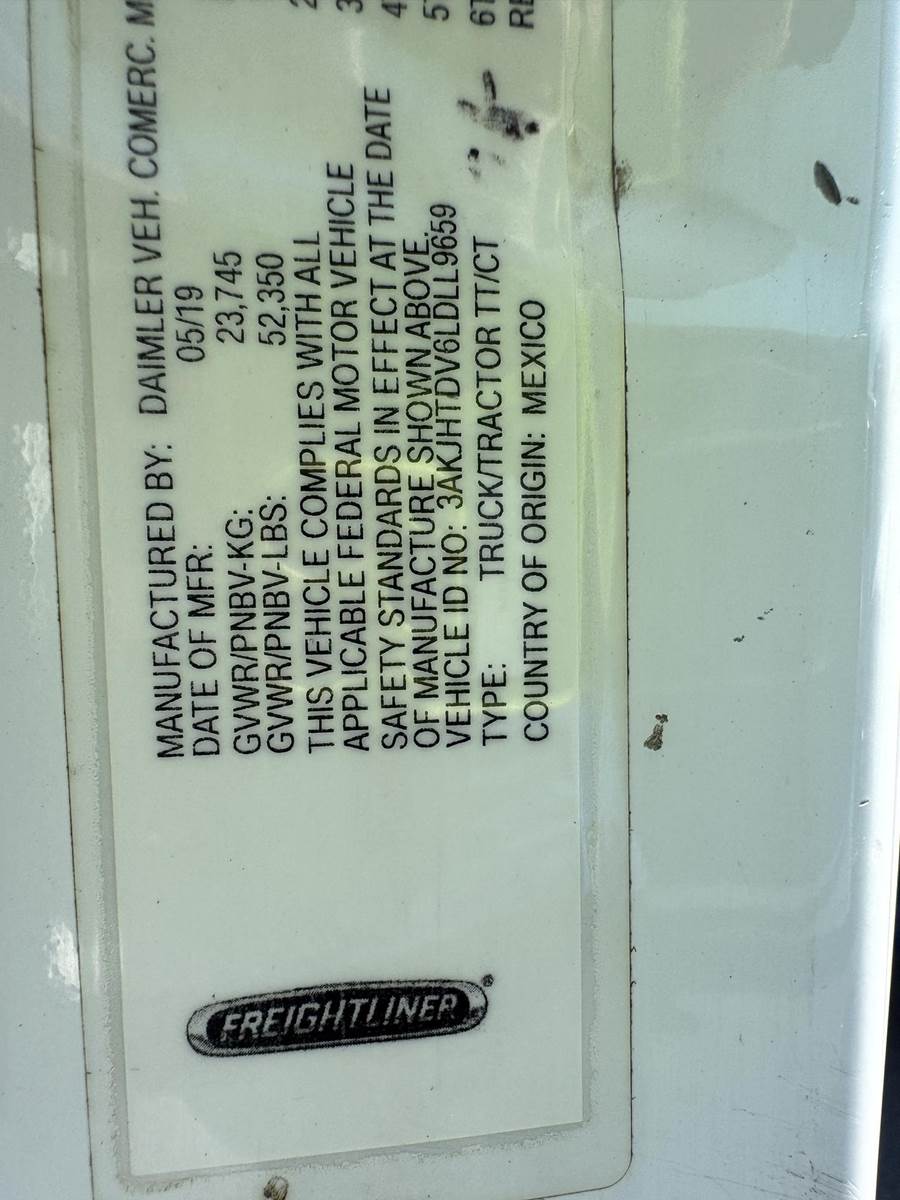 FREIGHTLINER
MANUFACTURED BY: DAIMLER VEH. COMERC. M
DATE OF MFR: 05/19
GVWR/PNBV-KG: 23,745
GVWR/PNBV-LBS: 52,350
THIS VEHICLE COMPLIES WITH ALL
APPLICABLE FEDERAL MOTOR VEHICLE
SAFETY STANDARDS IN EFFECT AT THE DATE
OF MANUFACTURE SHOWN ABOVE.
VEHICLE ID NO: 3AKJHTDV6LDLL9659
TYPE: TRUCK/TRACTOR TT/CT
COUNTRY OF ORIGIN: MEXICO